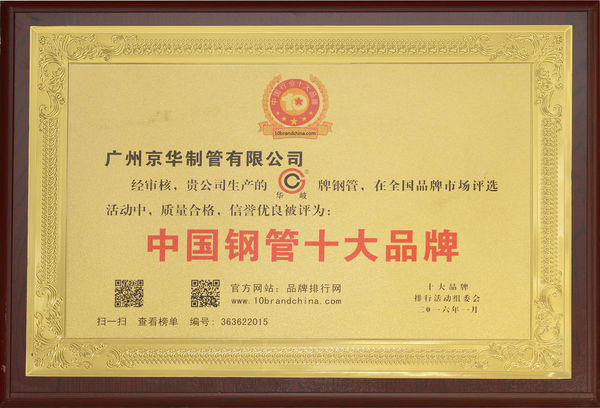 中国行业十大品牌
10brandchina.com
广州京华制管有限公司
经审核，贵公司生产的 华岐 牌钢管，在全国品牌市场评选
活动中，质量合格，信誉优良被评为：
中国钢管十大品牌
官方网站：品牌排行网
www.10brandchina.com
扫一扫 查看榜单 编号：363622015
十大品牌
排行活动组委会
二〇一六年一月